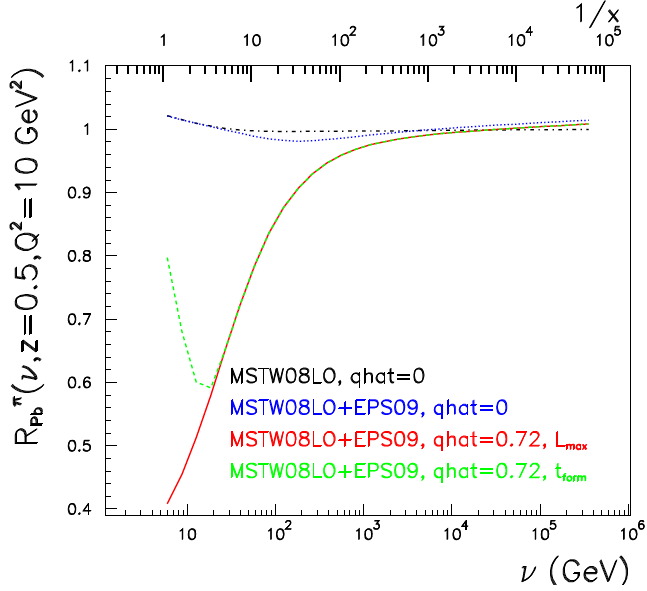 1/x
1 10 10² 10³ 10⁴ 10⁵
R_Pb^π(ν,z=0.5,Q²=10 GeV²)
1.1
1
0.9
0.8
0.7
0.6
0.5
0.4
MSTW08LO, qhat=0
MSTW08LO+EPS09, qhat=0
MSTW08LO+EPS09, qhat=0.72, L_max
MSTW08LO+EPS09, qhat=0.72, t_form
10 10² 10³ 10⁴ 10⁵ 10⁶
ν (GeV)